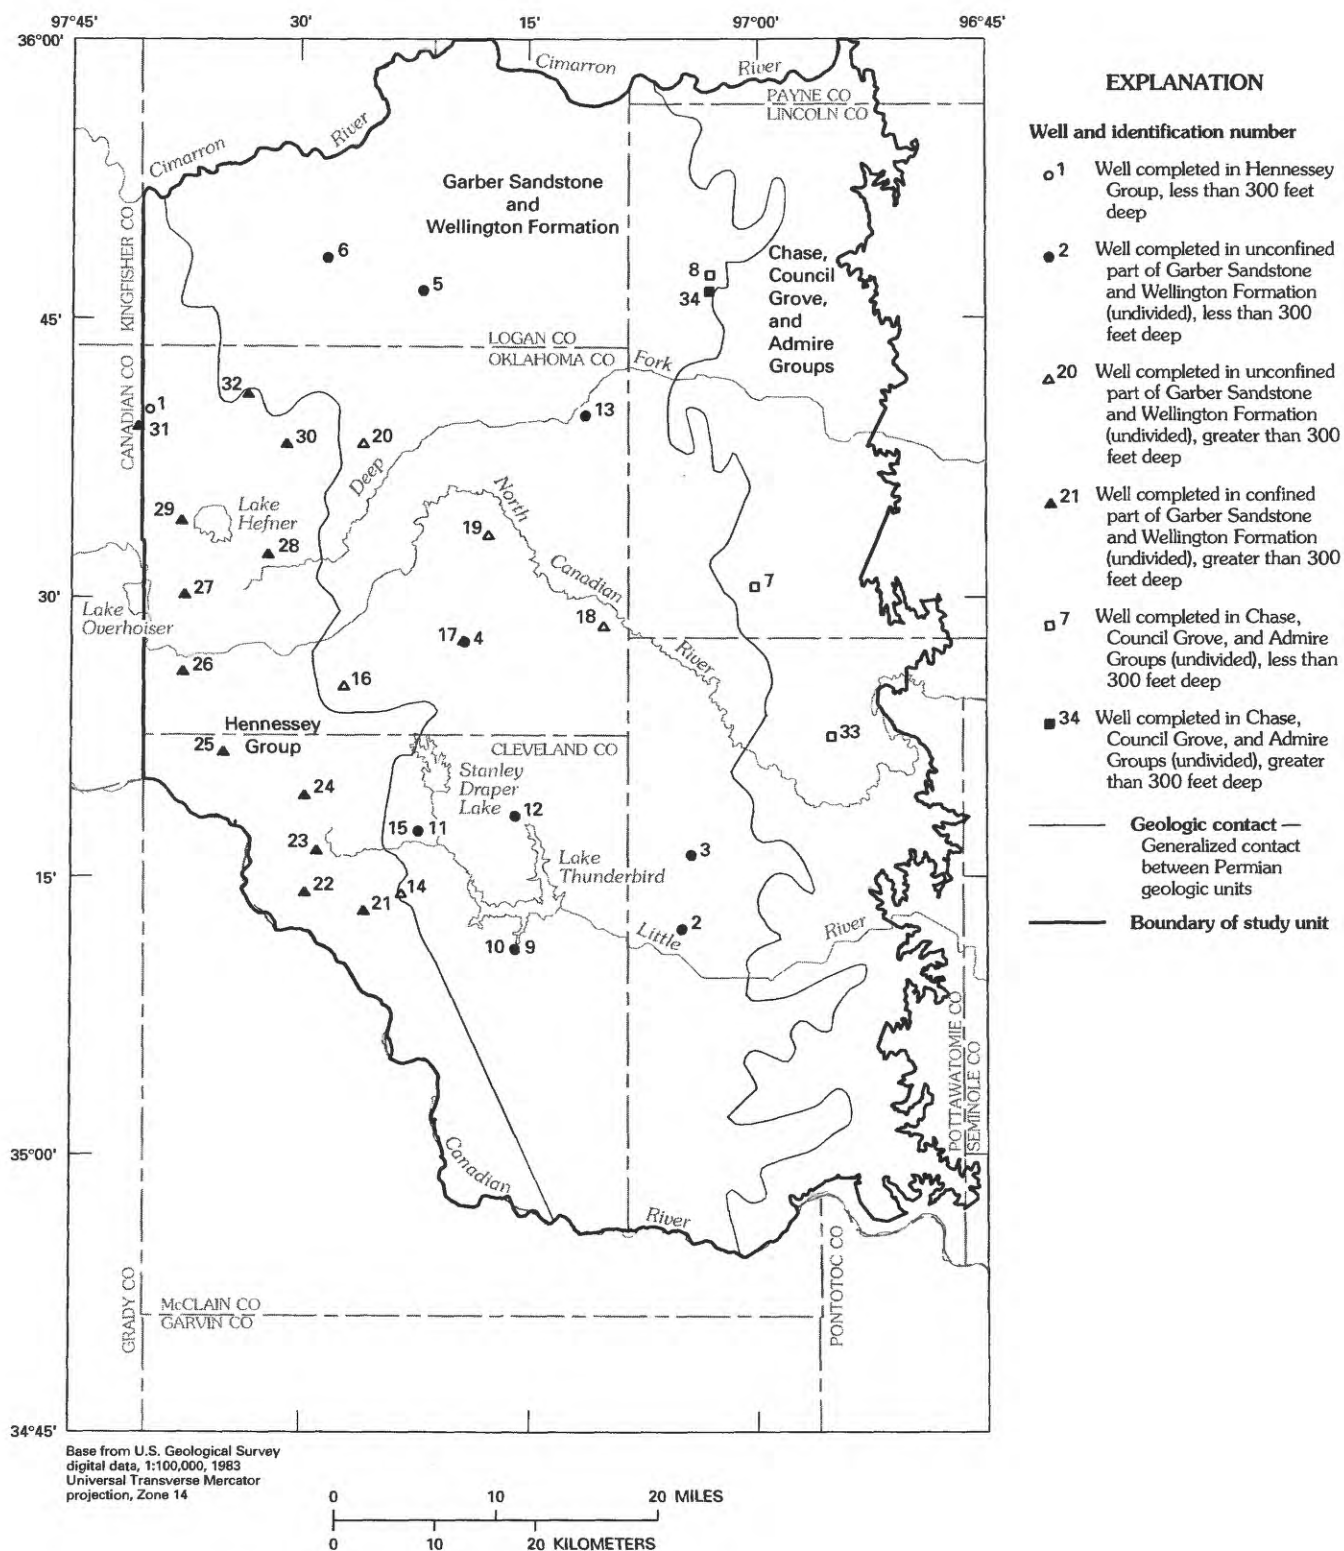 97°45'
30'
15'
97°00'
96°45'
36°00'
Cimarron
River
PAYNE CO
LINCOLN CO
Cimarron
River
Garber Sandstone
and
Wellington Formation
KINGFISHER CO
CANADIAN CO
6
5
8
34
Chase,
Council
Grove,
and
Admire
Groups
45'
LOGAN CO
OKLAHOMA CO
Fork
32
1
31
30
20
13
Deep
North
29
Lake
Hefner
28
19
Canadian
27
7
30'
Lake
Overhoiser
18
17
4
River
26
16
Hennessey
Group
25
CLEVELAND CO
33
Stanley
Draper
Lake
24
12
15
11
23
3
Lake
Thunderbird
15'
22
14
21
2
Little
River
10
9
POTTAWATOMIE CO
SEMINOLE CO
35°00'
Canadian
River
GRADY CO
McCLAIN CO
GARVIN CO
PONTOTOC CO
34°45'
Base from U.S. Geological Survey
digital data, 1:100,000, 1983
Universal Transverse Mercator
projection, Zone 14
0 10 20 MILES
0 10 20 KILOMETERS
EXPLANATION
Well and identification number
1 Well completed in Hennessey
Group, less than 300 feet
deep
2 Well completed in unconfined
part of Garber Sandstone
and Wellington Formation
(undivided), less than 300
feet deep
20 Well completed in unconfined
part of Garber Sandstone
and Wellington Formation
(undivided), greater than 300
feet deep
21 Well completed in confined
part of Garber Sandstone
and Wellington Formation
(undivided), greater than 300
feet deep
7 Well completed in Chase,
Council Grove, and Admire
Groups (undivided), less than
300 feet deep
34 Well completed in Chase,
Council Grove, and Admire
Groups (undivided), greater
than 300 feet deep
Geologic contact —
Generalized contact
between Permian
geologic units
Boundary of study unit